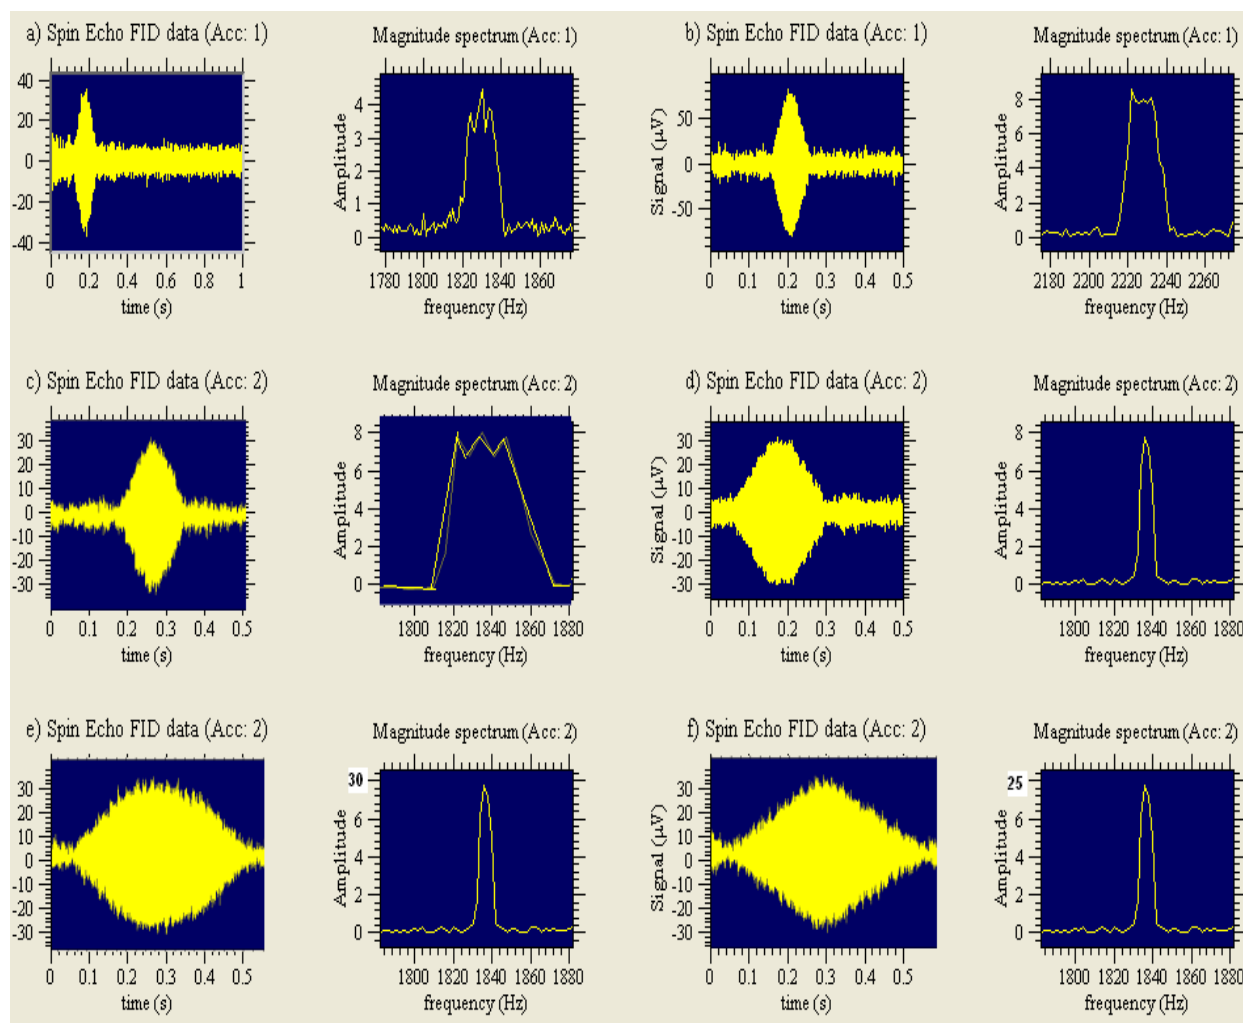 a) Spin Echo FID data (Acc: 1)
Magnitude spectrum (Acc: 1)
b) Spin Echo FID data (Acc: 1)
Magnitude spectrum (Acc: 1)
40
20
0
-20
-40
0 0.2 0.4 0.6 0.8 1
time (s)
Amplitude
4
3
2
1
0
1780 1800 1820 1840 1860
frequency (Hz)
Signal (µV)
50
0
-50
0 0.1 0.2 0.3 0.4 0.5
time (s)
Amplitude
8
6
4
2
0
2180 2200 2220 2240 2260
frequency (Hz)
c) Spin Echo FID data (Acc: 2)
Magnitude spectrum (Acc: 2)
d) Spin Echo FID data (Acc: 2)
Magnitude spectrum (Acc: 2)
30
20
10
0
-10
-20
-30
0 0.1 0.2 0.3 0.4 0.5
time (s)
Amplitude
8
6
4
2
0
1800 1820 1840 1860 1880
frequency (Hz)
Signal (µV)
30
20
10
0
-10
-20
-30
0 0.1 0.2 0.3 0.4 0.5
time (s)
Amplitude
8
6
4
2
0
1800 1820 1840 1860 1880
frequency (Hz)
e) Spin Echo FID data (Acc: 2)
Magnitude spectrum (Acc: 2)
f) Spin Echo FID data (Acc: 2)
Magnitude spectrum (Acc: 2)
30
20
10
0
-10
-20
-30
0 0.1 0.2 0.3 0.4 0.5
time (s)
Amplitude
30
6
4
2
0
1800 1820 1840 1860 1880
frequency (Hz)
Signal (µV)
30
20
10
0
-10
-20
-30
0 0.1 0.2 0.3 0.4 0.5
time (s)
Amplitude
25
6
4
2
0
1800 1820 1840 1860 1880
frequency (Hz)